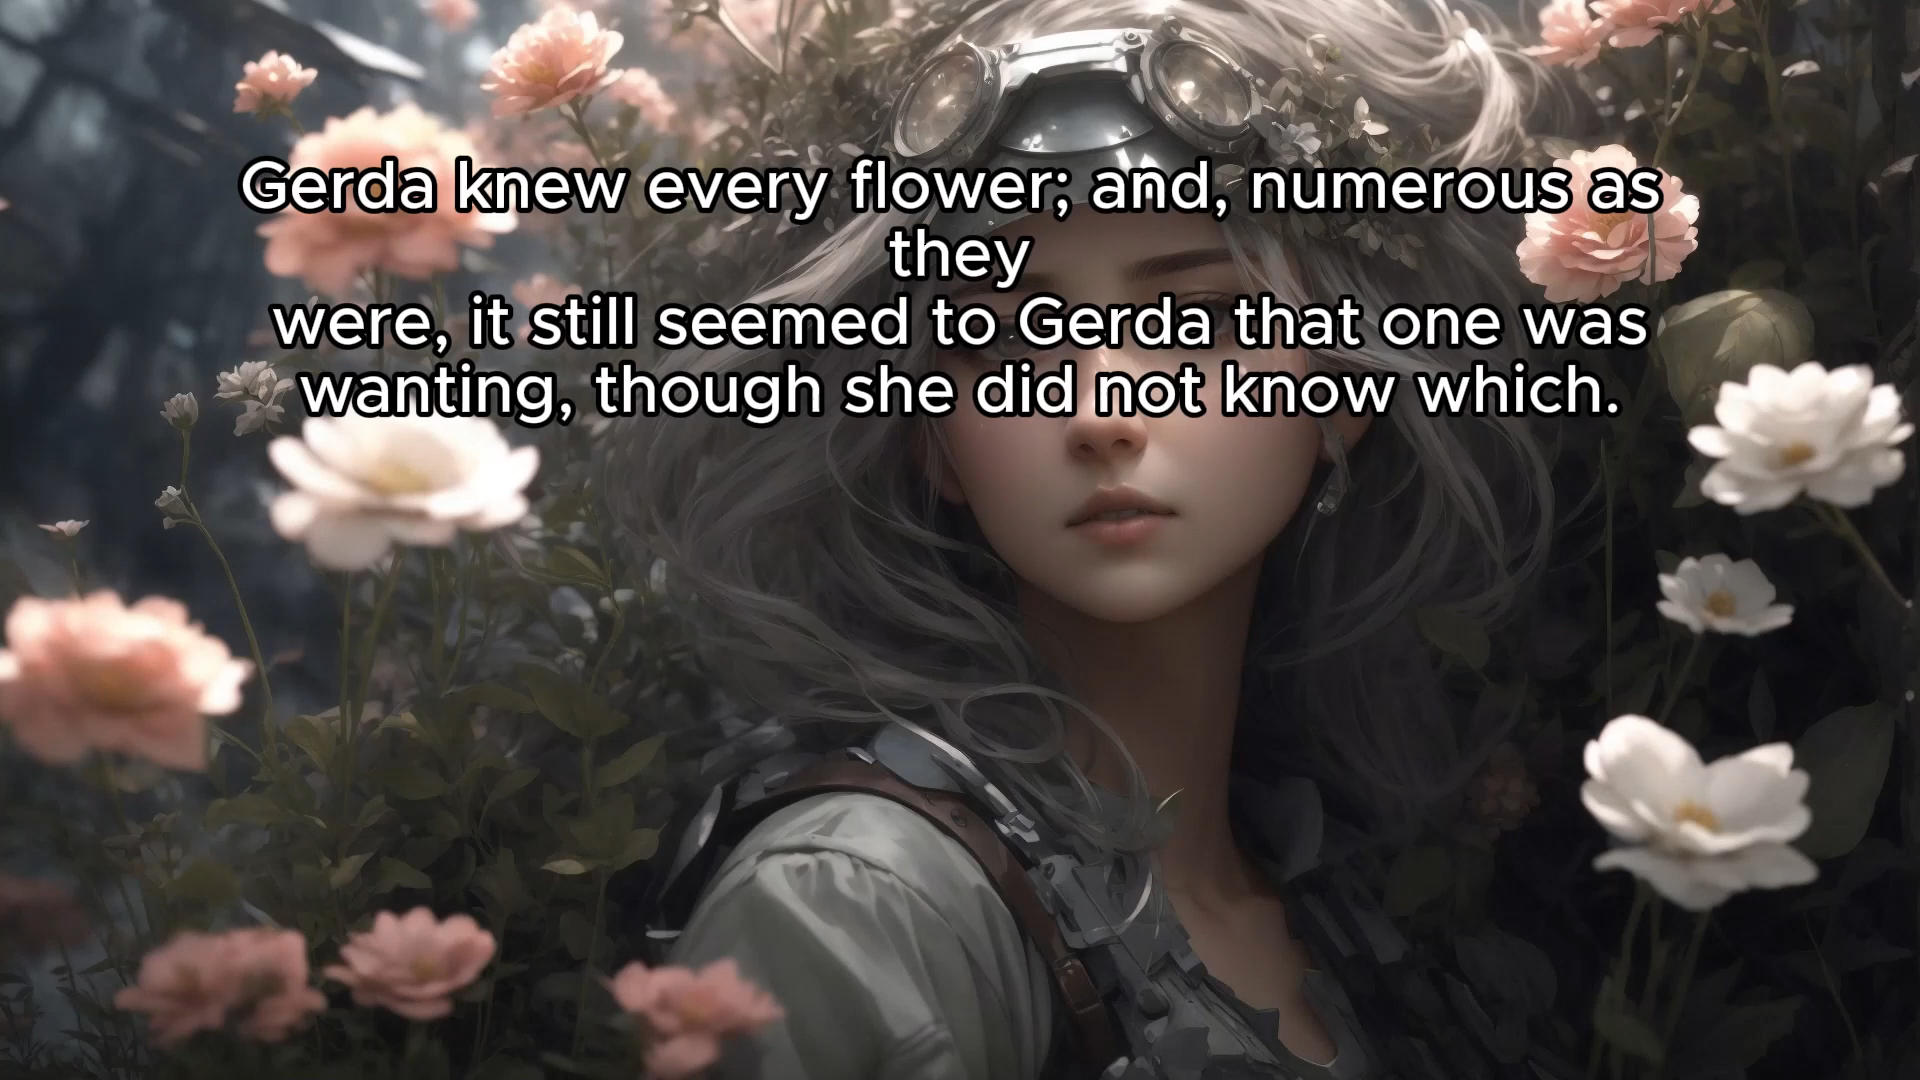 Gerda knew every flower; and, numerous as
they
were, it still seemed to Gerda that one was
wanting, though she did not know which.